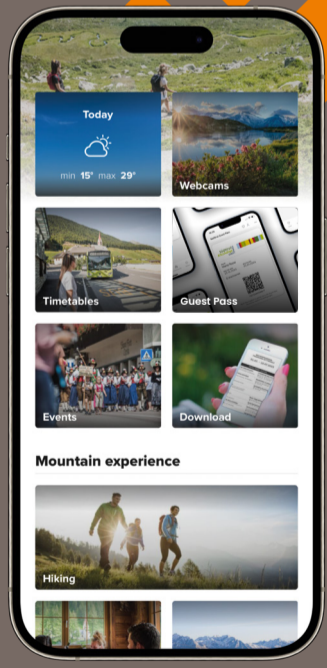 Today
min 15° max 29°
Webcams
Timetables
Guest Pass
Events
Download
Mountain experience
Hiking